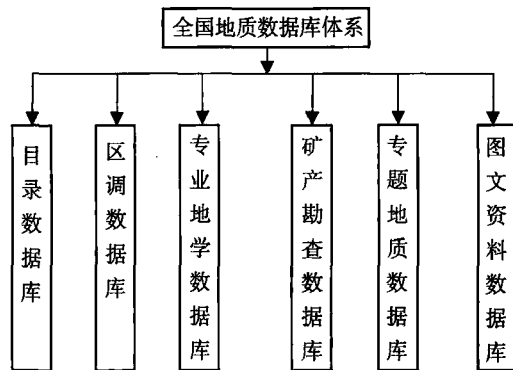 全国地质数据库体系
目录数据库
区调数据库
专业地学数据库
矿产勘查数据库
专题地质数据库
图文资料数据库